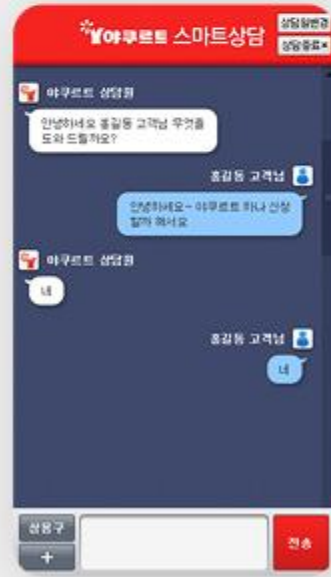 야쿠르트 스마트상담
상담원변경
상담종료×
야쿠르트 상담원
안녕하세요 홍길동 고객님 무엇을
도와 드릴까요?
홍길동 고객님
안녕하세요~ 야쿠르트 하나 신청
할까 해서요
야쿠르트 상담원
네
홍길동 고객님
네
상용구
+
전송